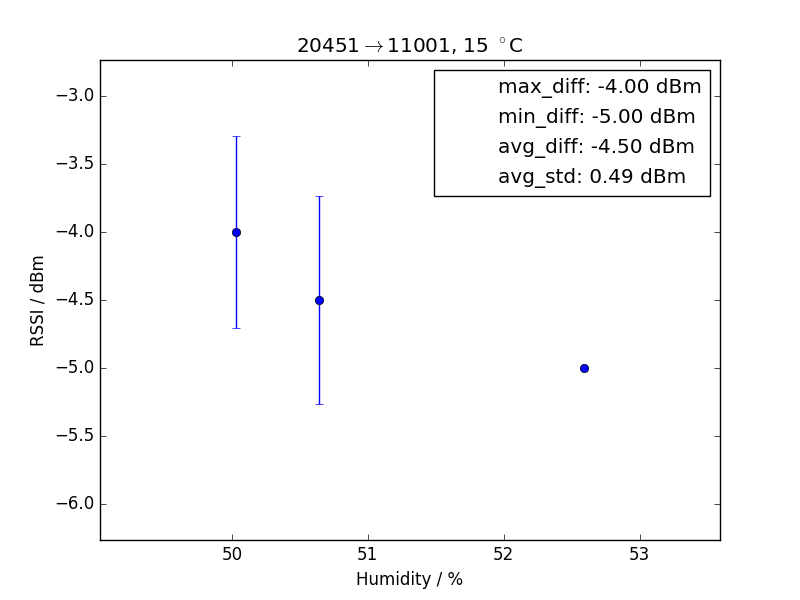 20451→11001, 15 °C
max_diff: -4.00 dBm
min_diff: -5.00 dBm
avg_diff: -4.50 dBm
avg_std: 0.49 dBm
−3.0
−3.5
−4.0
−4.5
−5.0
−5.5
−6.0
RSSI / dBm
50 51 52 53
Humidity / %